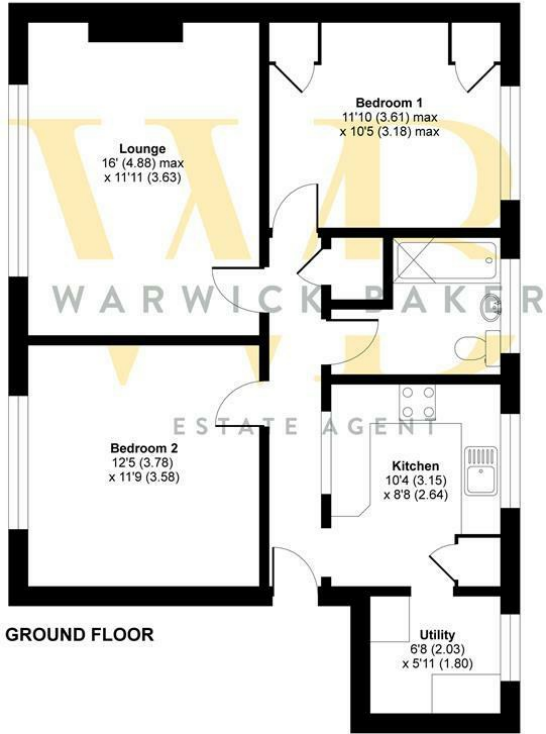 Lounge
16' (4.88) max
x 11'11 (3.63)
Bedroom 1
11'10 (3.61) max
x 10'5 (3.18) max
WB
WARWICK BAKER
ESTATE AGENT
Bedroom 2
12'5 (3.78)
x 11'9 (3.58)
Kitchen
10'4 (3.15)
x 8'8 (2.64)
Utility
6'8 (2.03)
x 5'11 (1.80)
GROUND FLOOR